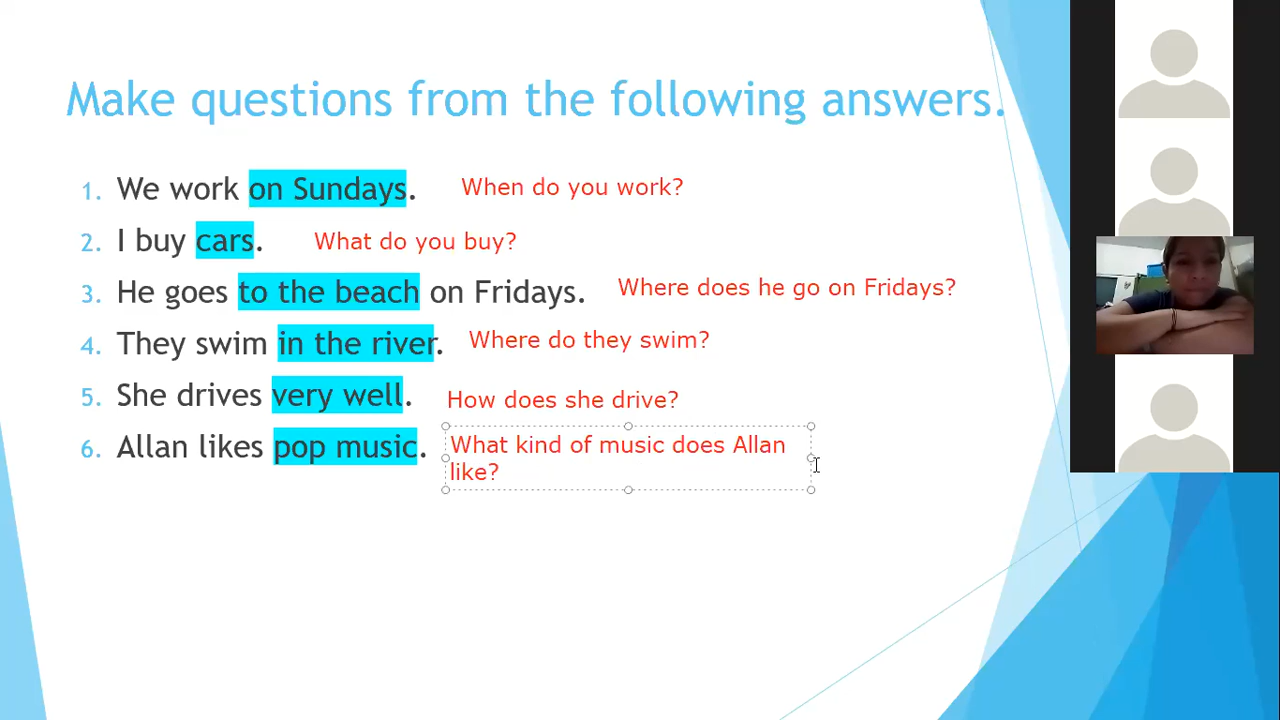 Make questions from the following answers.
1. We work on Sundays. When do you work?
2. I buy cars. What do you buy?
3. He goes to the beach on Fridays. Where does he go on Fridays?
4. They swim in the river. Where do they swim?
5. She drives very well. How does she drive?
6. Allan likes pop music. What kind of music does Allan
like?